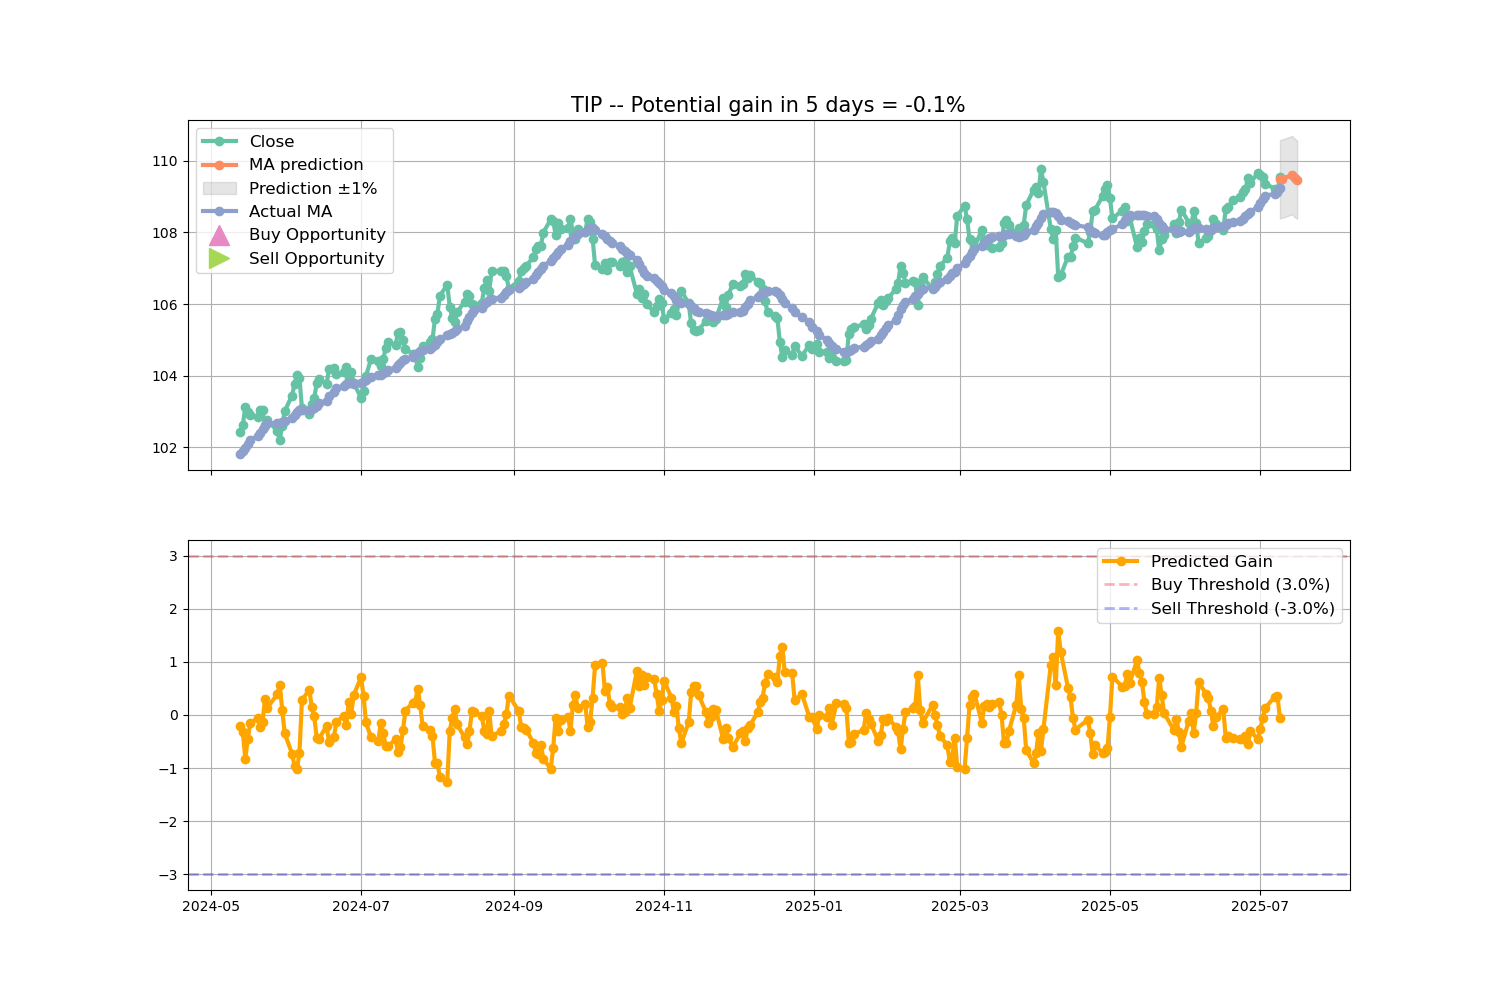 TIP -- Potential gain in 5 days = -0.1%
Close
MA prediction
Prediction ±1%
Actual MA
Buy Opportunity
Sell Opportunity
110
108
106
104
102
Predicted Gain
Buy Threshold (3.0%)
Sell Threshold (-3.0%)
3
2
1
0
−1
−2
−3
2024-05 2024-07 2024-09 2024-11 2025-01 2025-03 2025-05 2025-07